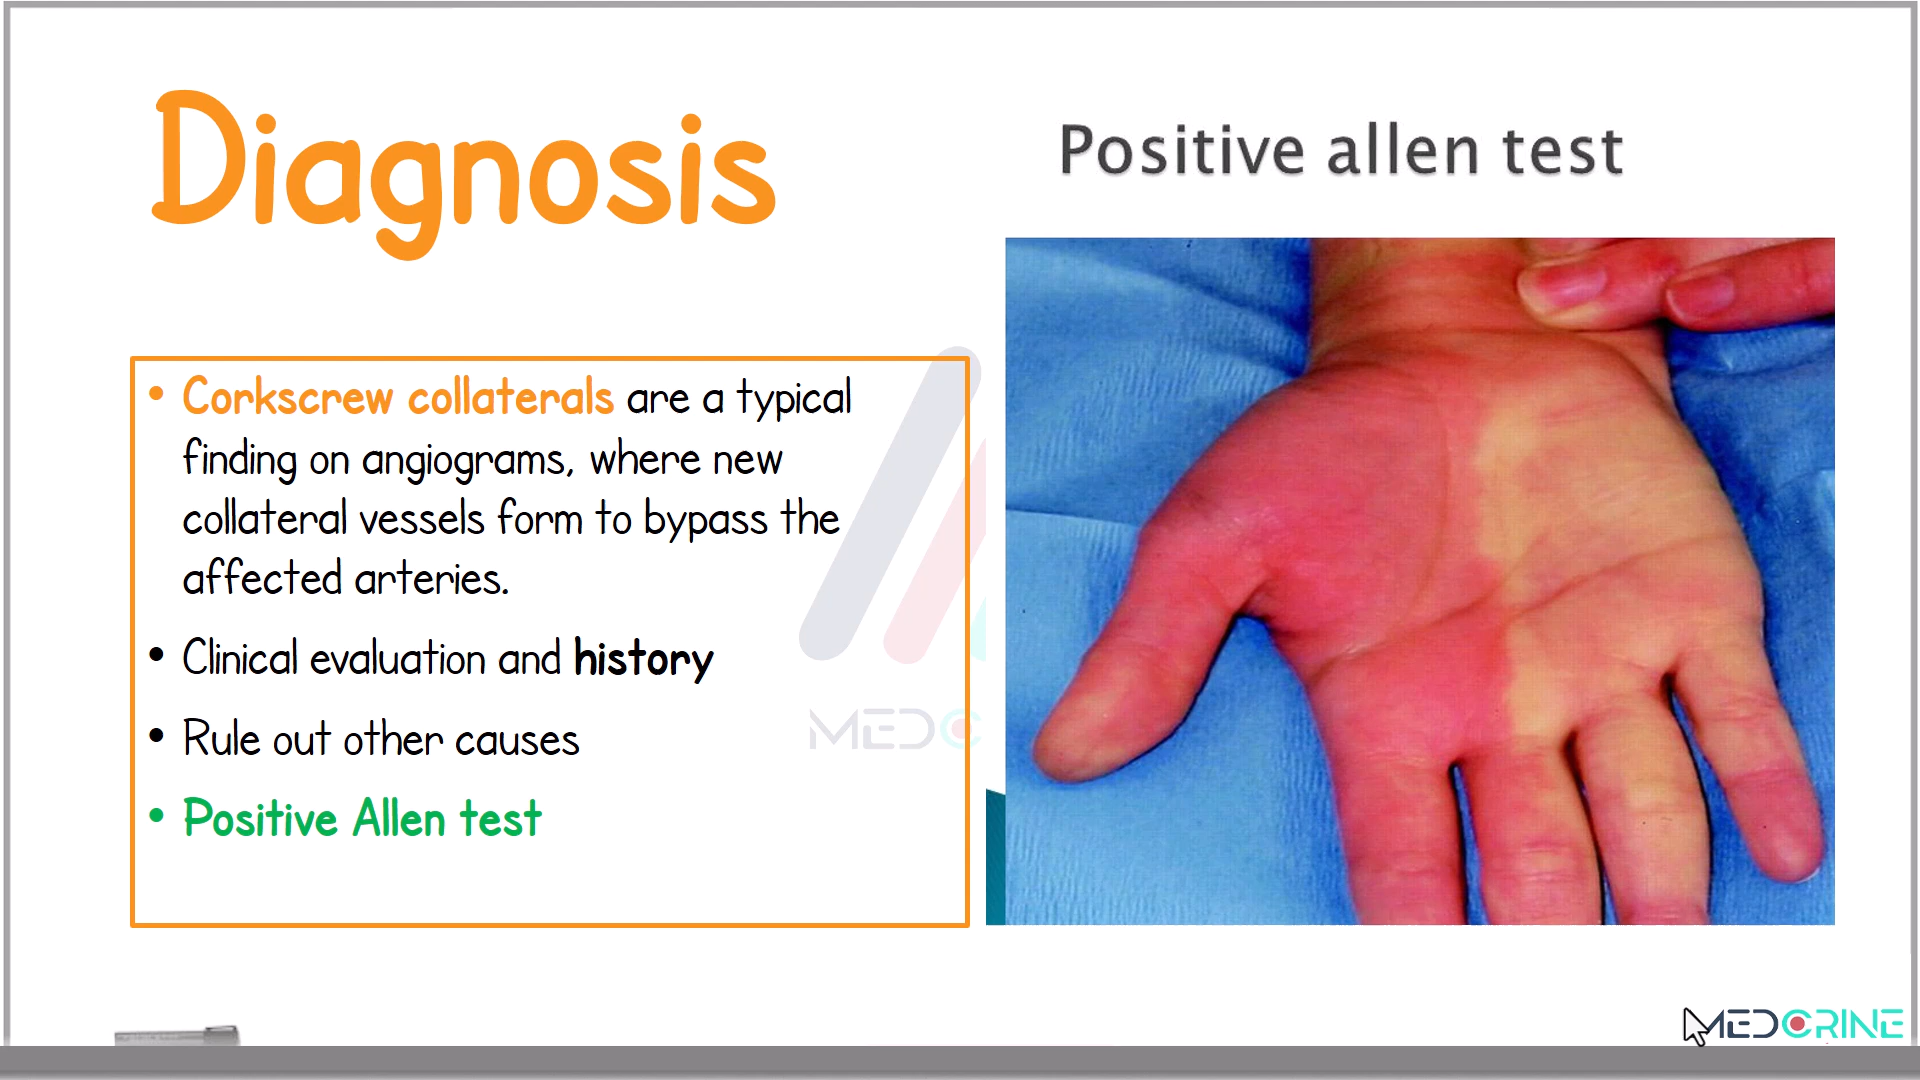 Diagnosis
Positive allen test
• Corkscrew collaterals are a typical
finding on angiograms, where new
collateral vessels form to bypass the
affected arteries.
• Clinical evaluation and history
• Rule out other causes
• Positive Allen test
MEDC
MEDCRINE